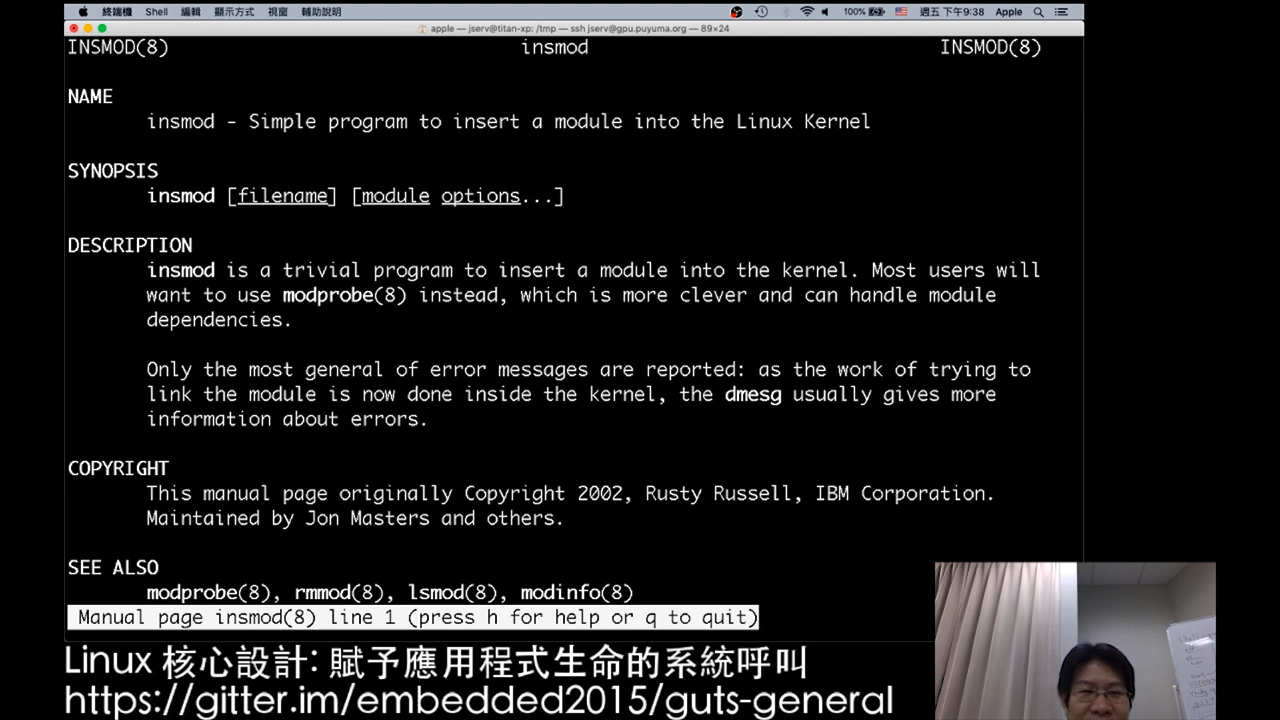 終端機 Shell 編輯 顯示方式 視窗 輔助說明 100% 週五 下午9:38 Apple
apple — jserv@titan-xp: /tmp — ssh jserv@gpu.puyuma.org — 89×24
INSMOD(8) insmod INSMOD(8)
NAME
insmod - Simple program to insert a module into the Linux Kernel
SYNOPSIS
insmod [filename] [module options...]
DESCRIPTION
insmod is a trivial program to insert a module into the kernel. Most users will
want to use modprobe(8) instead, which is more clever and can handle module
dependencies.
Only the most general of error messages are reported: as the work of trying to
link the module is now done inside the kernel, the dmesg usually gives more
information about errors.
COPYRIGHT
This manual page originally Copyright 2002, Rusty Russell, IBM Corporation.
Maintained by Jon Masters and others.
SEE ALSO
modprobe(8), rmmod(8), lsmod(8), modinfo(8)
Manual page insmod(8) line 1 (press h for help or q to quit)
Linux 核心設計: 賦予應用程式生命的系統呼叫
https://gitter.im/embedded2015/guts-general